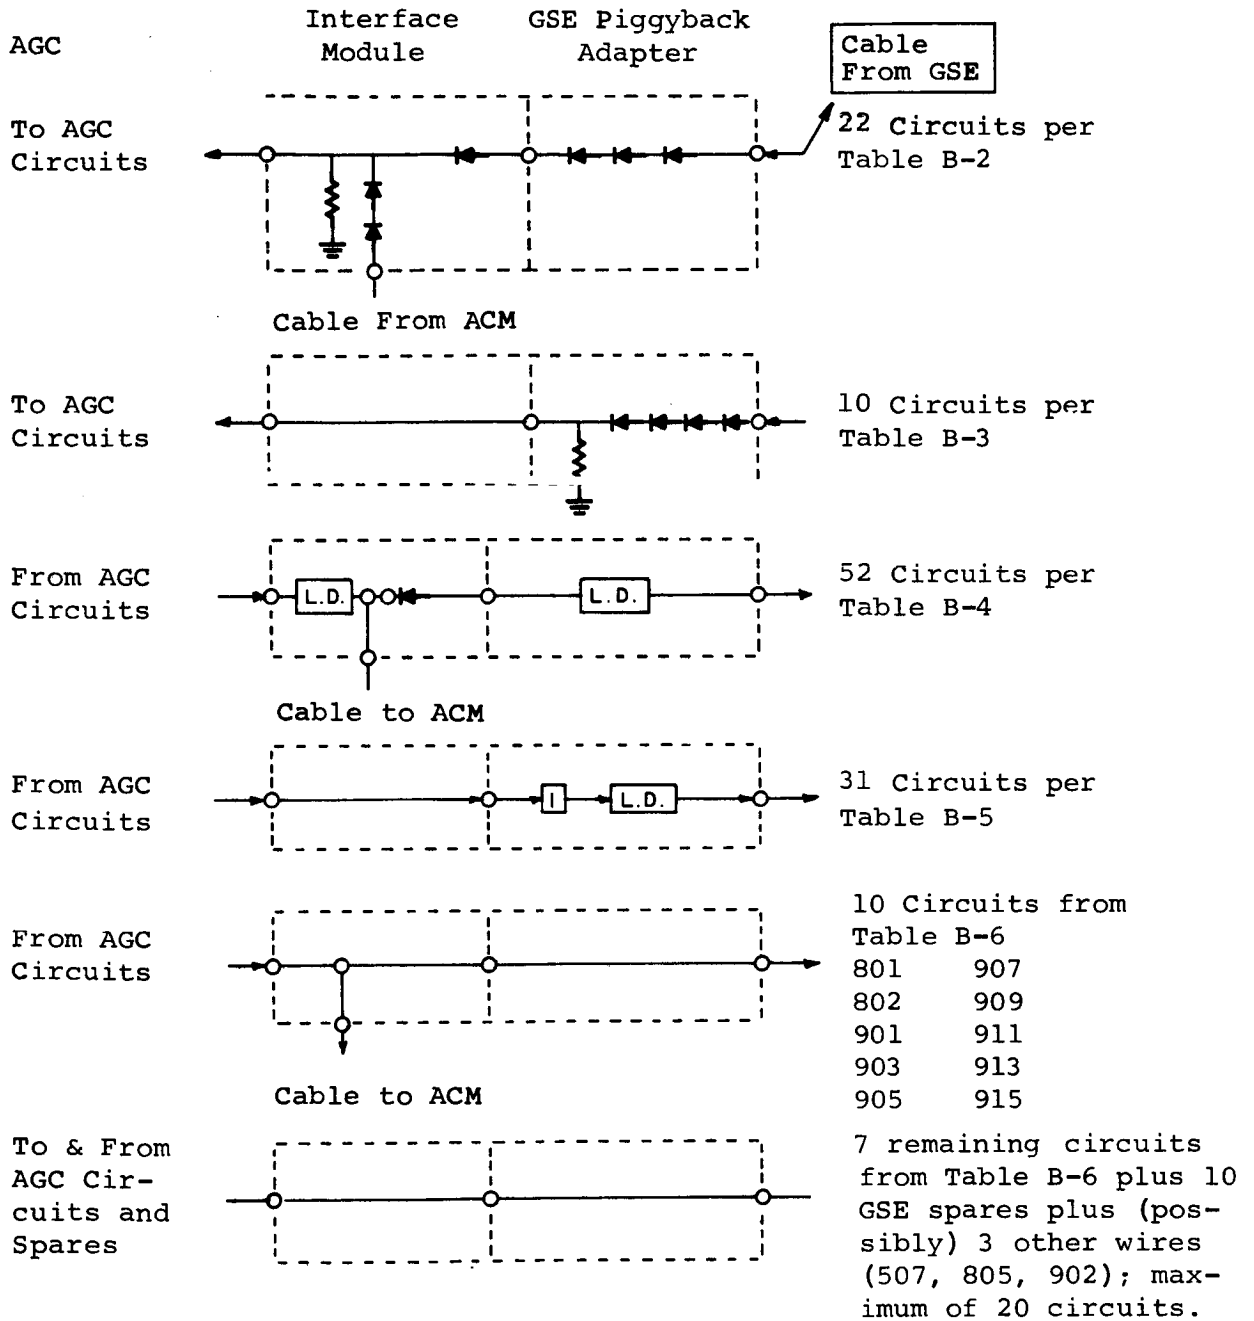 AGC
Interface
Module
GSE Piggyback
Adapter
Cable
From GSE
To AGC
Circuits
22 Circuits per
Table B-2
Cable From ACM
To AGC
Circuits
10 Circuits per
Table B-3
From AGC
Circuits
L.D.
L.D.
52 Circuits per
Table B-4
Cable to ACM
From AGC
Circuits
I
L.D.
31 Circuits per
Table B-5
From AGC
Circuits
10 Circuits from
Table B-6
801 907
802 909
901 911
903 913
905 915
Cable to ACM
To & From
AGC Cir-
cuits and
Spares
7 remaining circuits
from Table B-6 plus 10
GSE spares plus (pos-
sibly) 3 other wires
(507, 805, 902); max-
imum of 20 circuits.